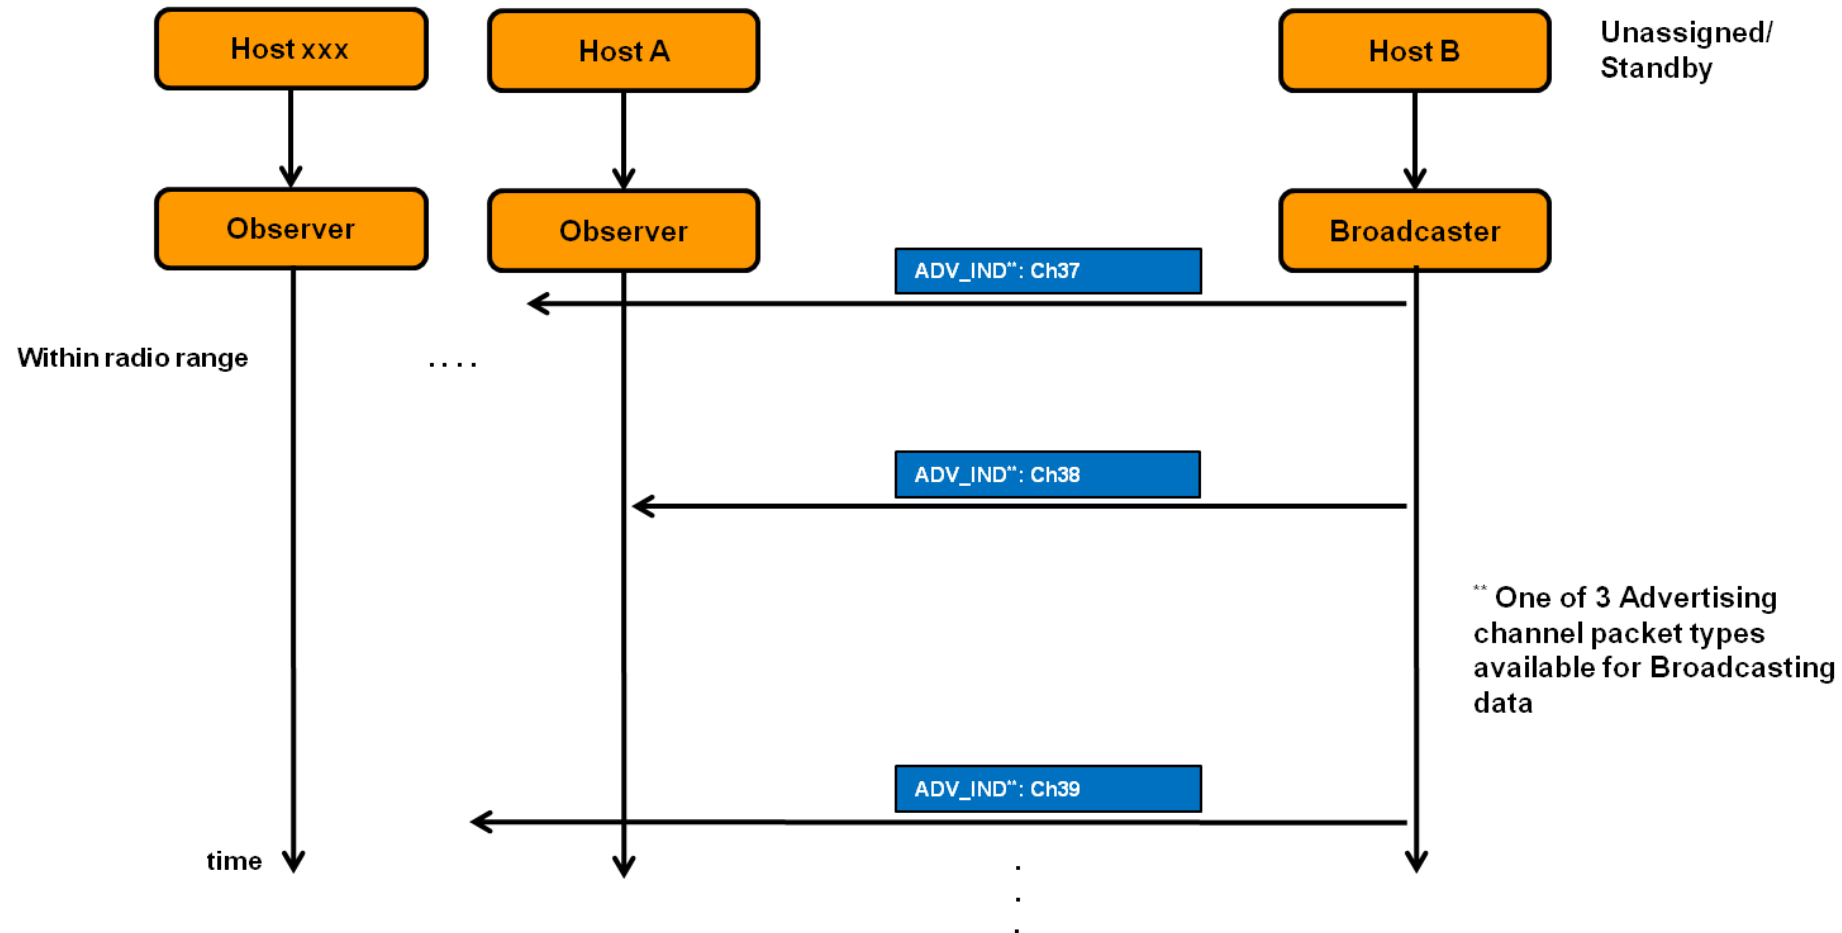 Host xxx
Host A
Host B
Unassigned/
Standby
Observer
Observer
Broadcaster
ADV_IND**: Ch37
Within radio range
. . . .
ADV_IND**: Ch38
** One of 3 Advertising
channel packet types
available for Broadcasting
data
ADV_IND**: Ch39
time
.
.
.